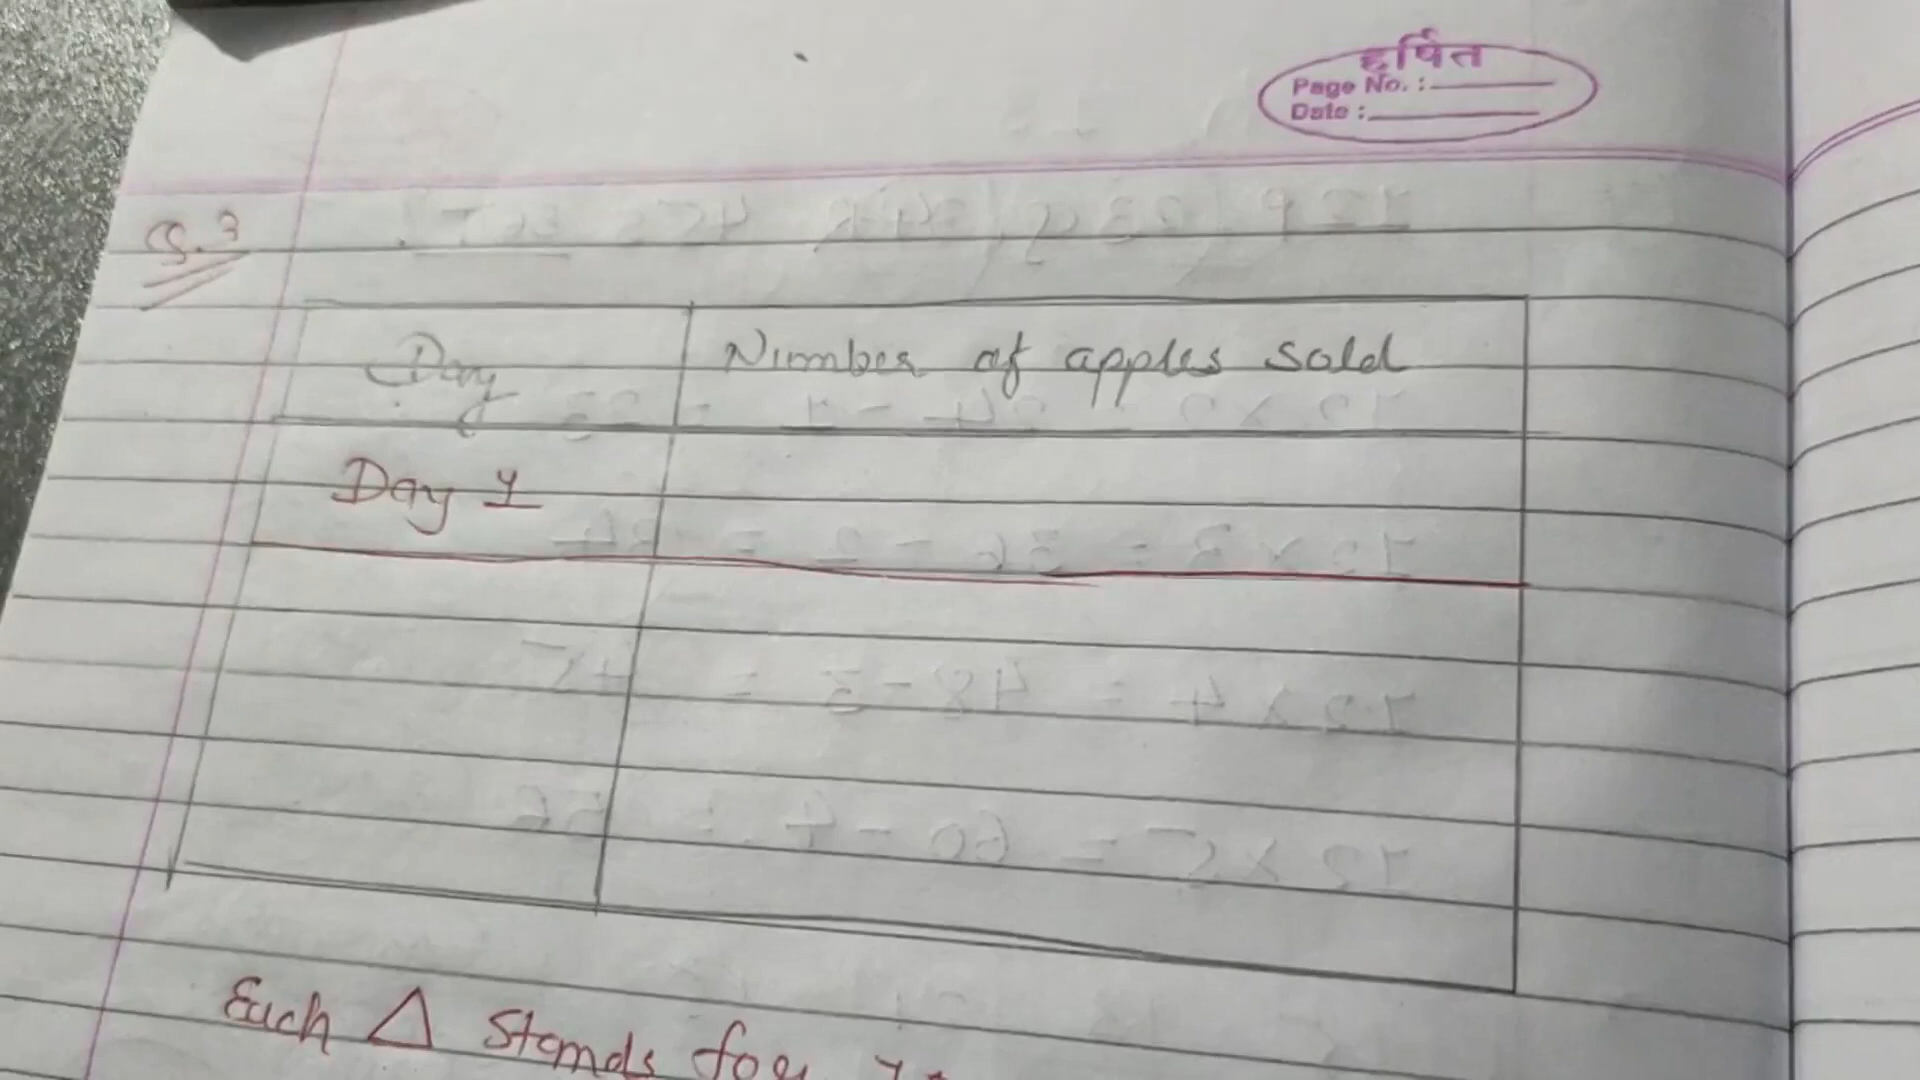 हर्षित
Page No. :
Date :
Q.3
Day
Number of apples sold
Day 1
Each △ stands for